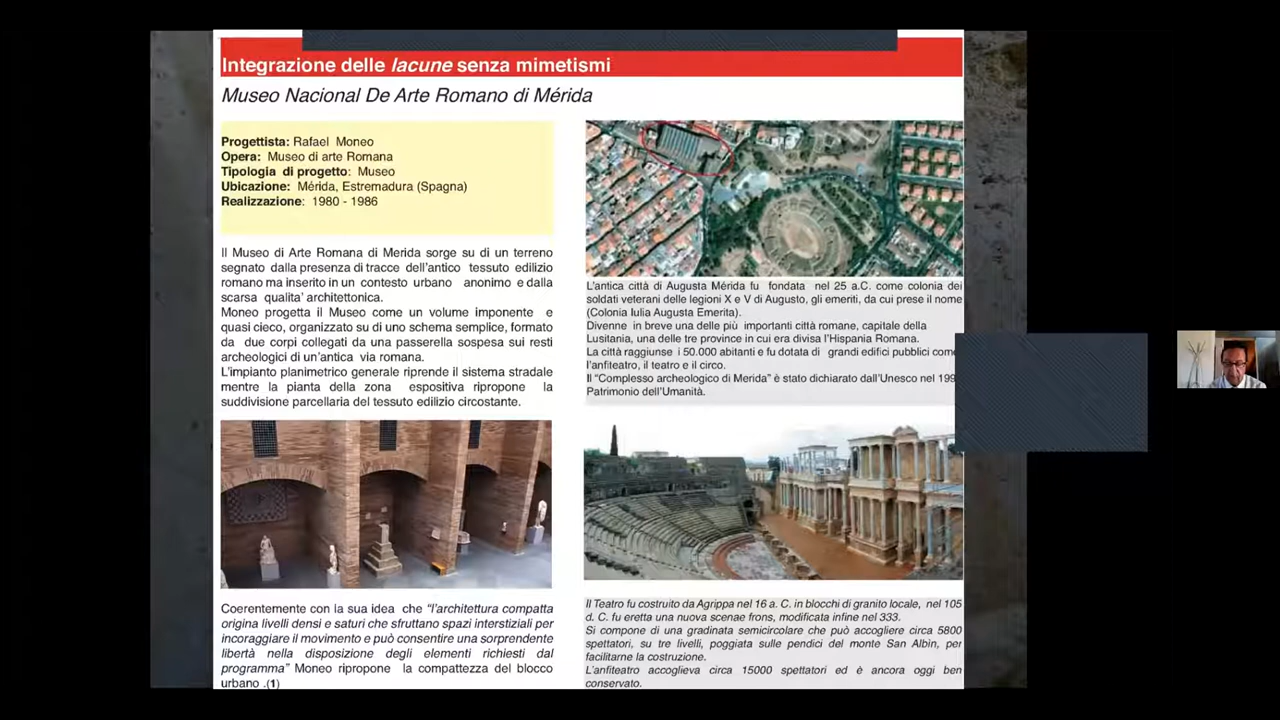 Integrazione delle lacune senza mimetismi
Museo Nacional De Arte Romano di Mérida
Progettista: Rafael Moneo
Opera: Museo di arte Romana
Tipologia di progetto: Museo
Ubicazione: Mérida, Estremadura (Spagna)
Realizzazione: 1980 - 1986
Il Museo di Arte Romana di Merida sorge su di un terreno
segnato dalla presenza di tracce dell'antico tessuto edilizio
romano ma inserito in un contesto urbano anonimo e dalla
scarsa qualita' architettonica.
Moneo progetta il Museo come un volume imponente e
quasi cieco, organizzato su di uno schema semplice, formato
da due corpi collegati da una passerella sospesa sui resti
archeologici di un'antica via romana.
L'impianto planimetrico generale riprende il sistema stradale
mentre la pianta della zona espositiva ripropone la
suddivisione parcellaria del tessuto edilizio circostante.
Coerentemente con la sua idea che "l'architettura compatta
origina livelli densi e saturi che sfruttano spazi interstiziali per
incoraggiare il movimento e può consentire una sorprendente
libertà nella disposizione degli elementi richiesti dal
programma" Moneo ripropone la compattezza del blocco
urbano .(1)
L'antica città di Augusta Mérida fu fondata nel 25 a.C. come colonia dei
soldati veterani delle legioni X e V di Augusto, gli emeriti, da cui prese il nome
(Colonia Iulia Augusta Emerita).
Divenne in breve una delle più importanti città romane, capitale della
Lusitania, una delle tre province in cui era divisa l'Hispania Romana.
La città raggiunse i 50.000 abitanti e fu dotata di grandi edifici pubblici come
l'anfiteatro, il teatro e il circo.
Il "Complesso archeologico di Merida" è stato dichiarato dall'Unesco nel 199
Patrimonio dell'Umanità.
Il Teatro fu costruito da Agrippa nel 16 a. C. in blocchi di granito locale, nel 105
d. C. fu eretta una nuova scenae frons, modificata infine nel 333.
Si compone di una gradinata semicircolare che può accogliere circa 5800
spettatori, su tre livelli, poggiata sulle pendici del monte San Albìn, per
facilitarne la costruzione.
L'anfiteatro accoglieva circa 15000 spettatori ed è ancora oggi ben
conservato.